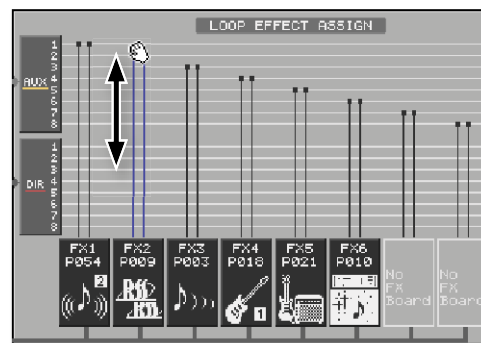 LOOP EFFECT ASSIGN
AUX
1
2
3
4
5
6
7
8
DIR
1
2
3
4
5
6
7
8
FX1
P054
2
FX2
P009
FX3
P003
FX4
P018
1
FX5
P021
FX6
P010
No
FX
Board
No
FX
Board